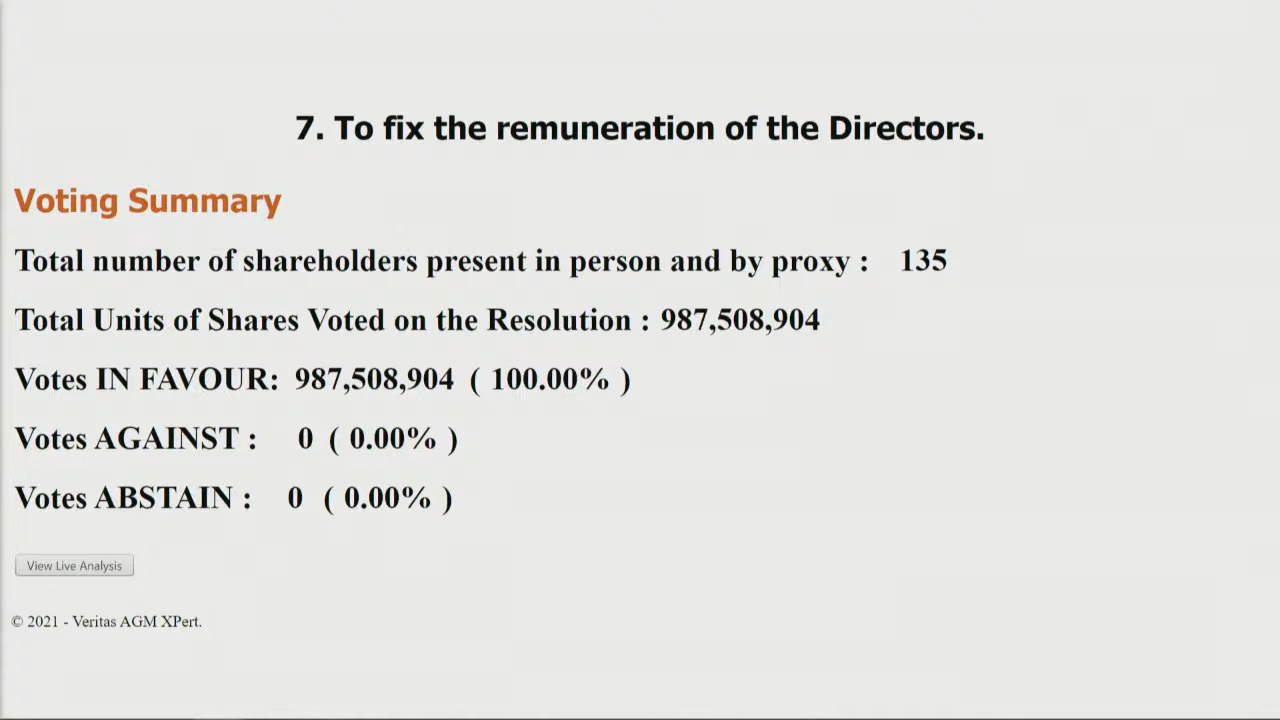 7. To fix the remuneration of the Directors.
Voting Summary
Total number of shareholders present in person and by proxy : 135
Total Units of Shares Voted on the Resolution : 987,508,904
Votes IN FAVOUR: 987,508,904 ( 100.00% )
Votes AGAINST : 0 ( 0.00% )
Votes ABSTAIN : 0 ( 0.00% )
View Live Analysis
© 2021 - Veritas AGM XPert.